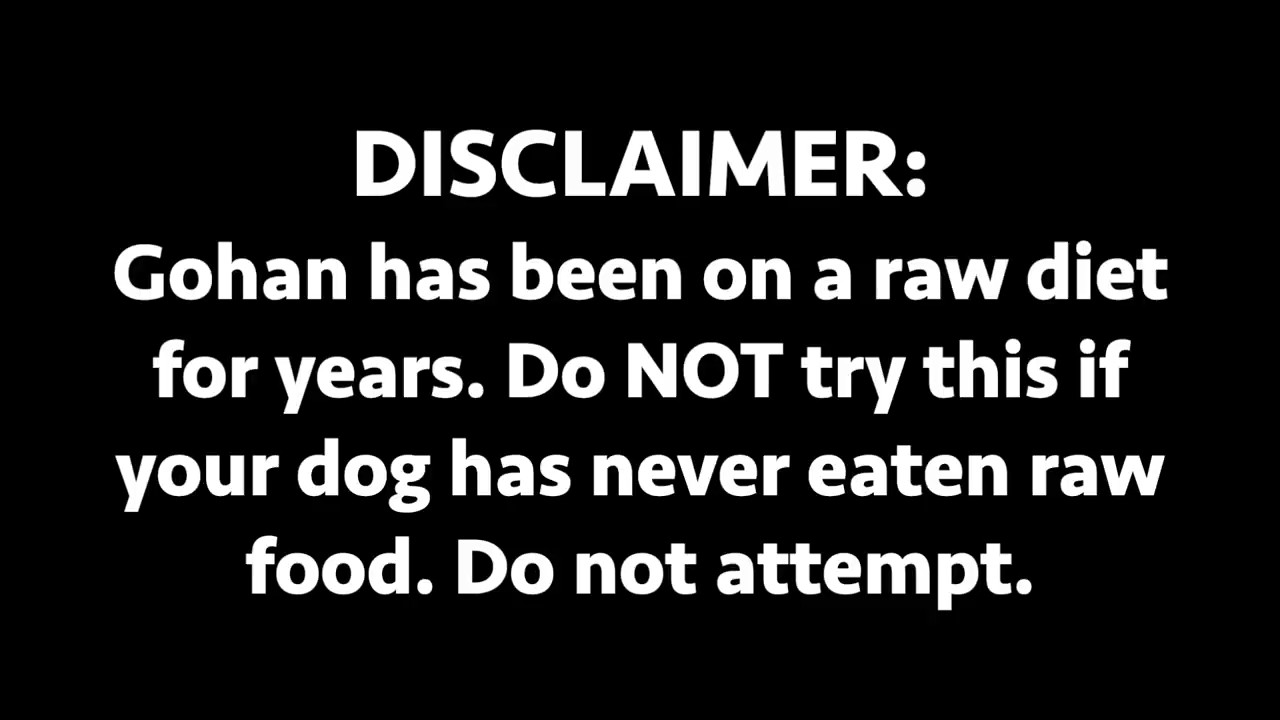 DISCLAIMER:
Gohan has been on a raw diet
for years. Do NOT try this if
your dog has never eaten raw
food. Do not attempt.